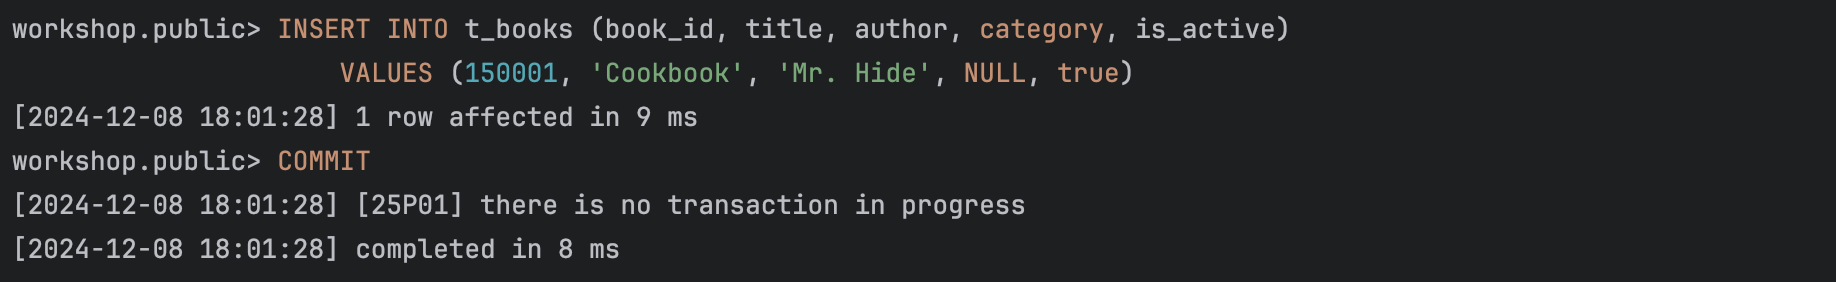 workshop.public> INSERT INTO t_books (book_id, title, author, category, is_active)
VALUES (150001, 'Cookbook', 'Mr. Hide', NULL, true)
[2024-12-08 18:01:28] 1 row affected in 9 ms
workshop.public> COMMIT
[2024-12-08 18:01:28] [25P01] there is no transaction in progress
[2024-12-08 18:01:28] completed in 8 ms